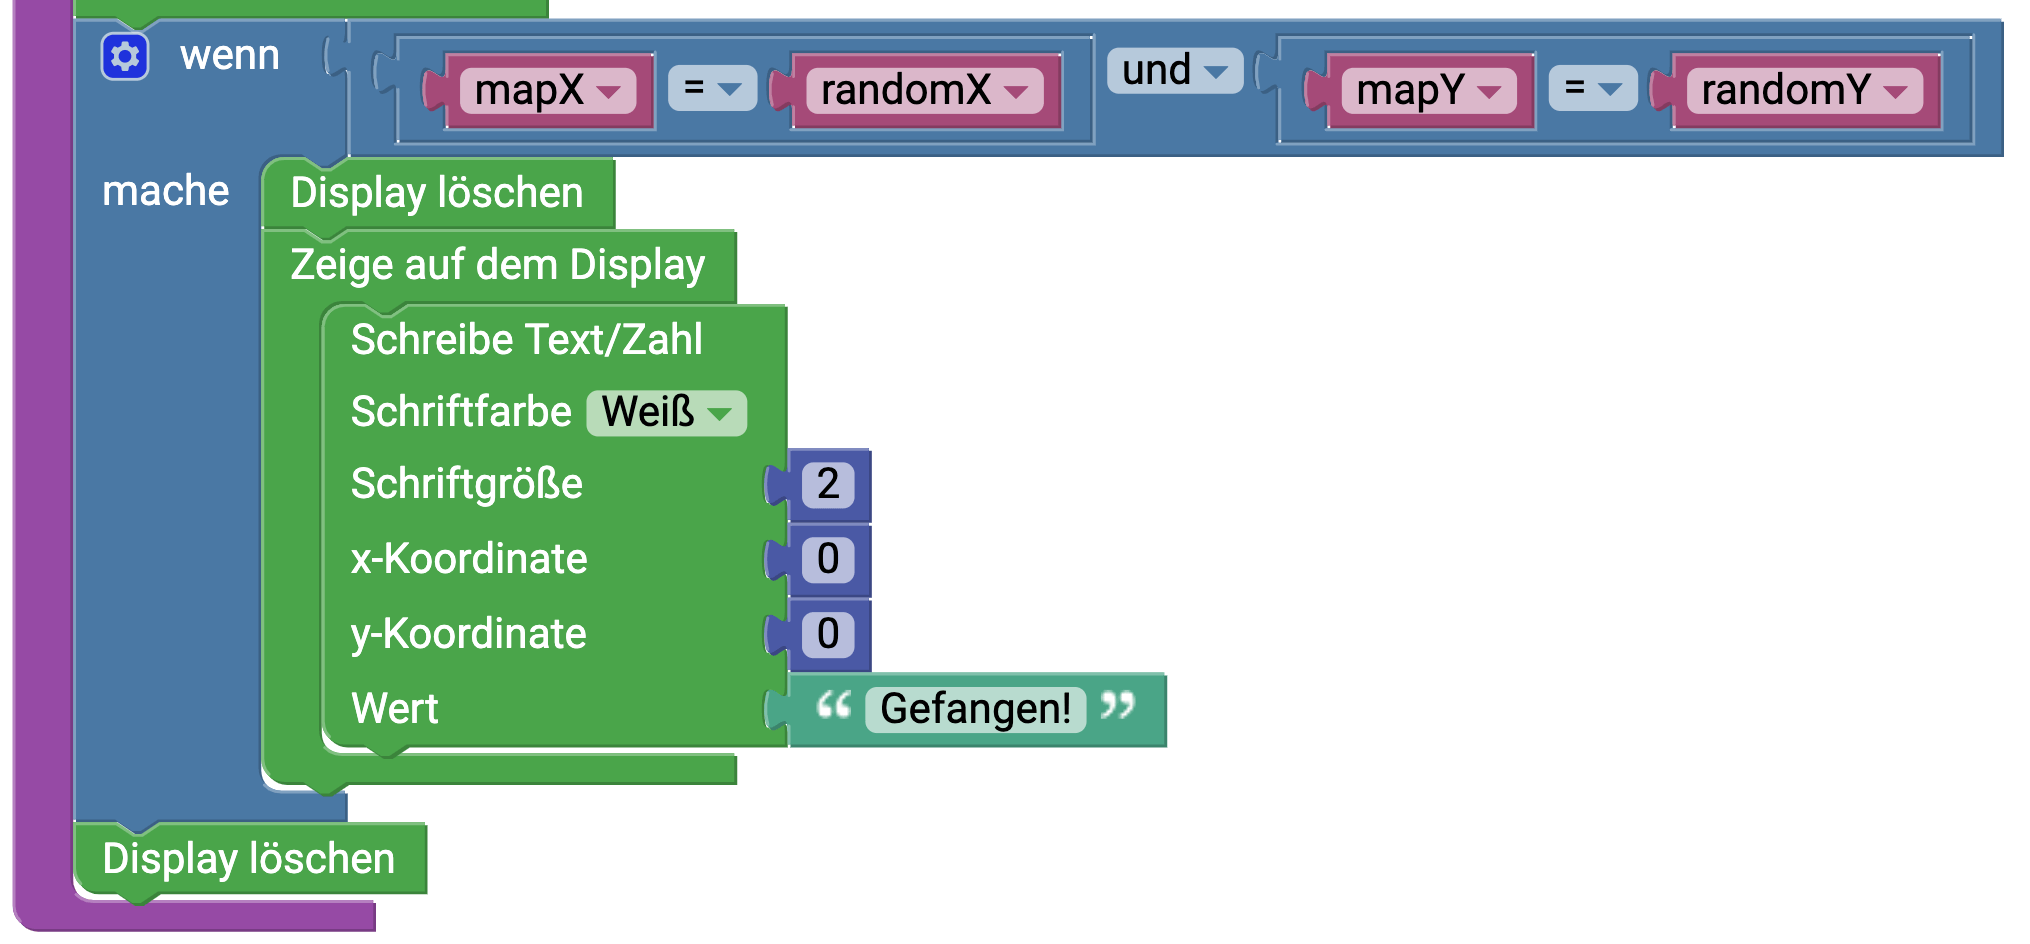 wenn mapX = randomX und mapY = randomY
mache Display löschen
Zeige auf dem Display
Schreibe Text/Zahl
Schriftfarbe Weiß
Schriftgröße 2
x-Koordinate 0
y-Koordinate 0
Wert “ Gefangen! ”
Display löschen